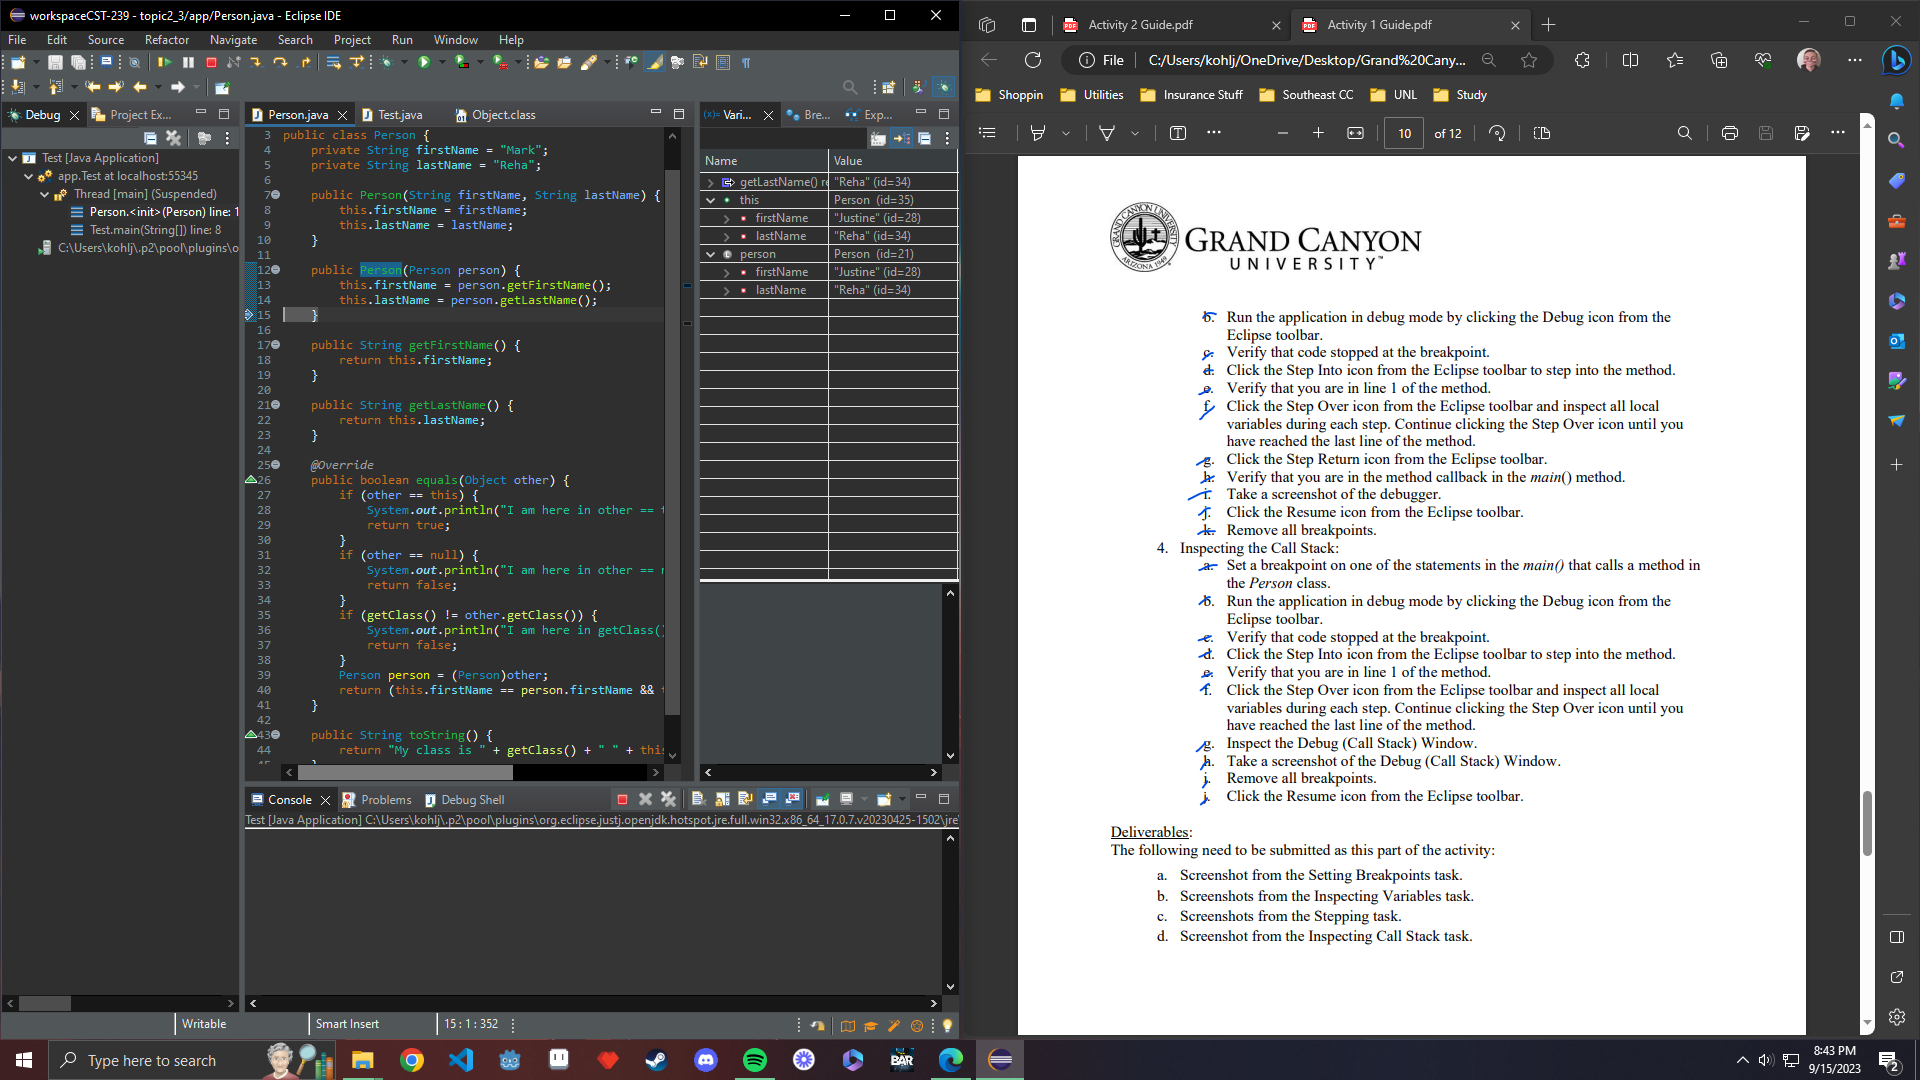 workspaceCST-239 - topic2_3/app/Person.java - Eclipse IDE
File Edit Source Refactor Navigate Search Project Run Window Help
Debug
Project Ex...
Test [Java Application]
app.Test at localhost:55345
Thread [main] (Suspended)
Person.<init>(Person) line: 1
Test.main(String[]) line: 8
C:\Users\kohlj\.p2\pool\plugins\o
Person.java
Test.java
Object.class
3 public class Person {
4 private String firstName = "Mark";
5 private String lastName = "Reha";
6
7 public Person(String firstName, String lastName) {
8 this.firstName = firstName;
9 this.lastName = lastName;
10 }
11
12 public Person(Person person) {
13 this.firstName = person.getFirstName();
14 this.lastName = person.getLastName();
15 }
16
17 public String getFirstName() {
18 return this.firstName;
19 }
20
21 public String getLastName() {
22 return this.lastName;
23 }
24
25 @Override
26 public boolean equals(Object other) {
27 if (other == this) {
28 System.out.println("I am here in other == t
29 return true;
30 }
31 if (other == null) {
32 System.out.println("I am here in other == n
33 return false;
34 }
35 if (getClass() != other.getClass()) {
36 System.out.println("I am here in getClass()
37 return false;
38 }
39 Person person = (Person)other;
40 return (this.firstName == person.firstName && t
41 }
42
43 public String toString() {
44 return "My class is " + getClass() + " " + this
(x)= Vari...
Bre...
Exp...
Name Value
getLastName() re "Reha" (id=34)
this Person (id=35)
firstName "Justine" (id=28)
lastName "Reha" (id=34)
person Person (id=21)
firstName "Justine" (id=28)
lastName "Reha" (id=34)
Console
Problems
Debug Shell
Test [Java Application] C:\Users\kohlj\.p2\pool\plugins\org.eclipse.justj.openjdk.hotspot.jre.full.win32.x86_64_17.0.7.v20230425-1502\jre\
Writable
Smart Insert
15 : 1 : 352
Activity 2 Guide.pdf
Activity 1 Guide.pdf
File
C:/Users/kohlj/OneDrive/Desktop/Grand%20Cany...
Shoppin
Utilities
Insurance Stuff
Southeast CC
UNL
Study
10 of 12
GRAND CANYON UNIVERSITY
ARIZONA 1949
GRAND CANYON
UNIVERSITY™
b. Run the application in debug mode by clicking the Debug icon from the
Eclipse toolbar.
c. Verify that code stopped at the breakpoint.
d. Click the Step Into icon from the Eclipse toolbar to step into the method.
e. Verify that you are in line 1 of the method.
f. Click the Step Over icon from the Eclipse toolbar and inspect all local
variables during each step. Continue clicking the Step Over icon until you
have reached the last line of the method.
g. Click the Step Return icon from the Eclipse toolbar.
h. Verify that you are in the method callback in the main() method.
i. Take a screenshot of the debugger.
j. Click the Resume icon from the Eclipse toolbar.
k. Remove all breakpoints.
4. Inspecting the Call Stack:
a. Set a breakpoint on one of the statements in the main() that calls a method in
the Person class.
b. Run the application in debug mode by clicking the Debug icon from the
Eclipse toolbar.
c. Verify that code stopped at the breakpoint.
d. Click the Step Into icon from the Eclipse toolbar to step into the method.
e. Verify that you are in line 1 of the method.
f. Click the Step Over icon from the Eclipse toolbar and inspect all local
variables during each step. Continue clicking the Step Over icon until you
have reached the last line of the method.
g. Inspect the Debug (Call Stack) Window.
h. Take a screenshot of the Debug (Call Stack) Window.
i. Remove all breakpoints.
j. Click the Resume icon from the Eclipse toolbar.
Deliverables:
The following need to be submitted as this part of the activity:
a. Screenshot from the Setting Breakpoints task.
b. Screenshots from the Inspecting Variables task.
c. Screenshots from the Stepping task.
d. Screenshot from the Inspecting Call Stack task.
Type here to search
BAR
8:43 PM
9/15/2023
2